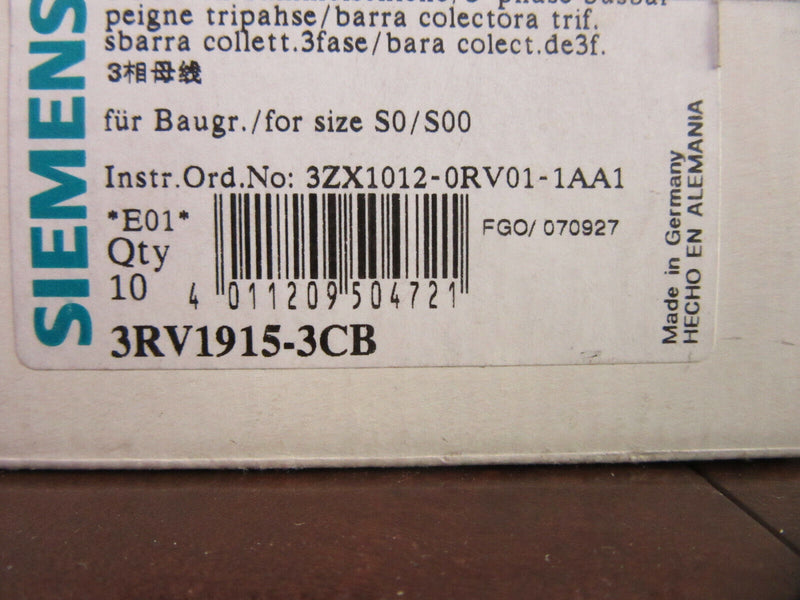 SIEMENS
peigne tripahse/barra colectora trif.
sbarra collett.3fase/bara colect.de3f.
3相母线
für Baugr./for size S0/S00
Instr.Ord.No: 3ZX1012-0RV01-1AA1
*E01*
FGO/ 070927
Qty
10
4 011209 504721
3RV1915-3CB
Made in Germany
HECHO EN ALEMANIA